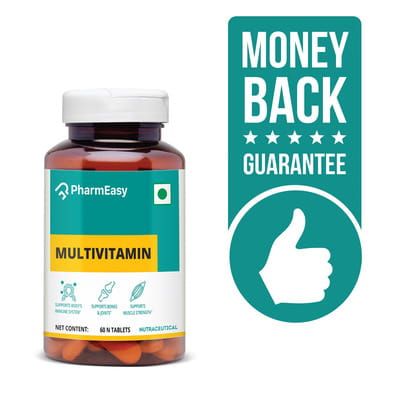 PharmEasy
MULTIVITAMIN
SUPPORTS BODY'S
IMMUNE SYSTEM*
SUPPORTS BONES
& JOINTS*
SUPPORTS
MUSCLE STRENGTH*
NET CONTENT: 60 N TABLETS NUTRACEUTICAL
MONEY
BACK
GUARANTEE